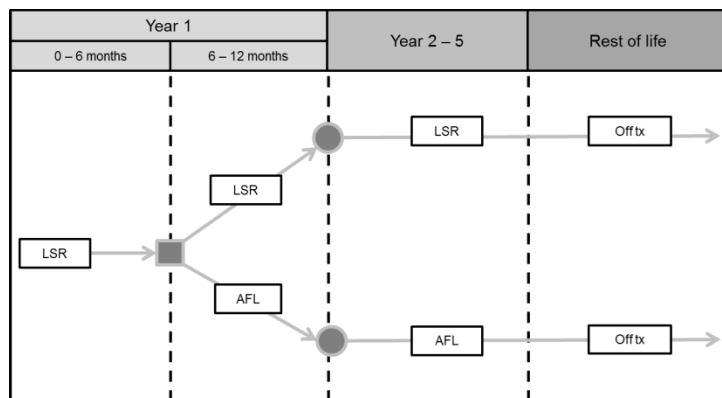 Year 1
Year 2 – 5
Rest of life
0 – 6 months
6 – 12 months
LSR
Off tx
LSR
LSR
AFL
AFL
Off tx